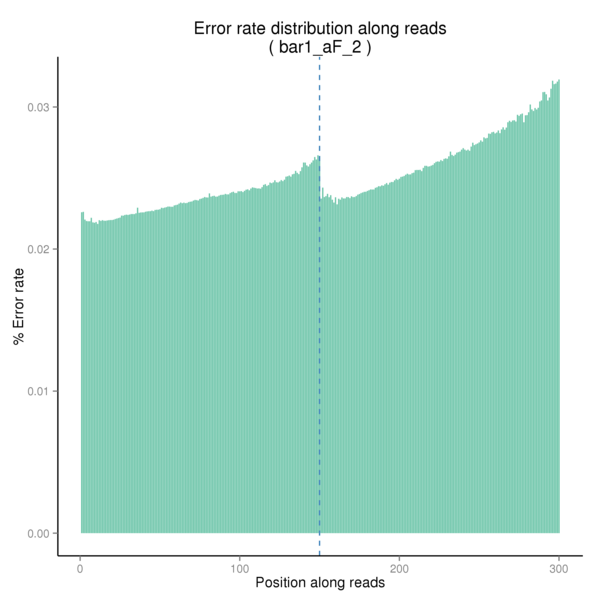 Error rate distribution along reads
( bar1_aF_2 )
% Error rate
0.03
0.02
0.01
0.00
0
100
200
300
Position along reads